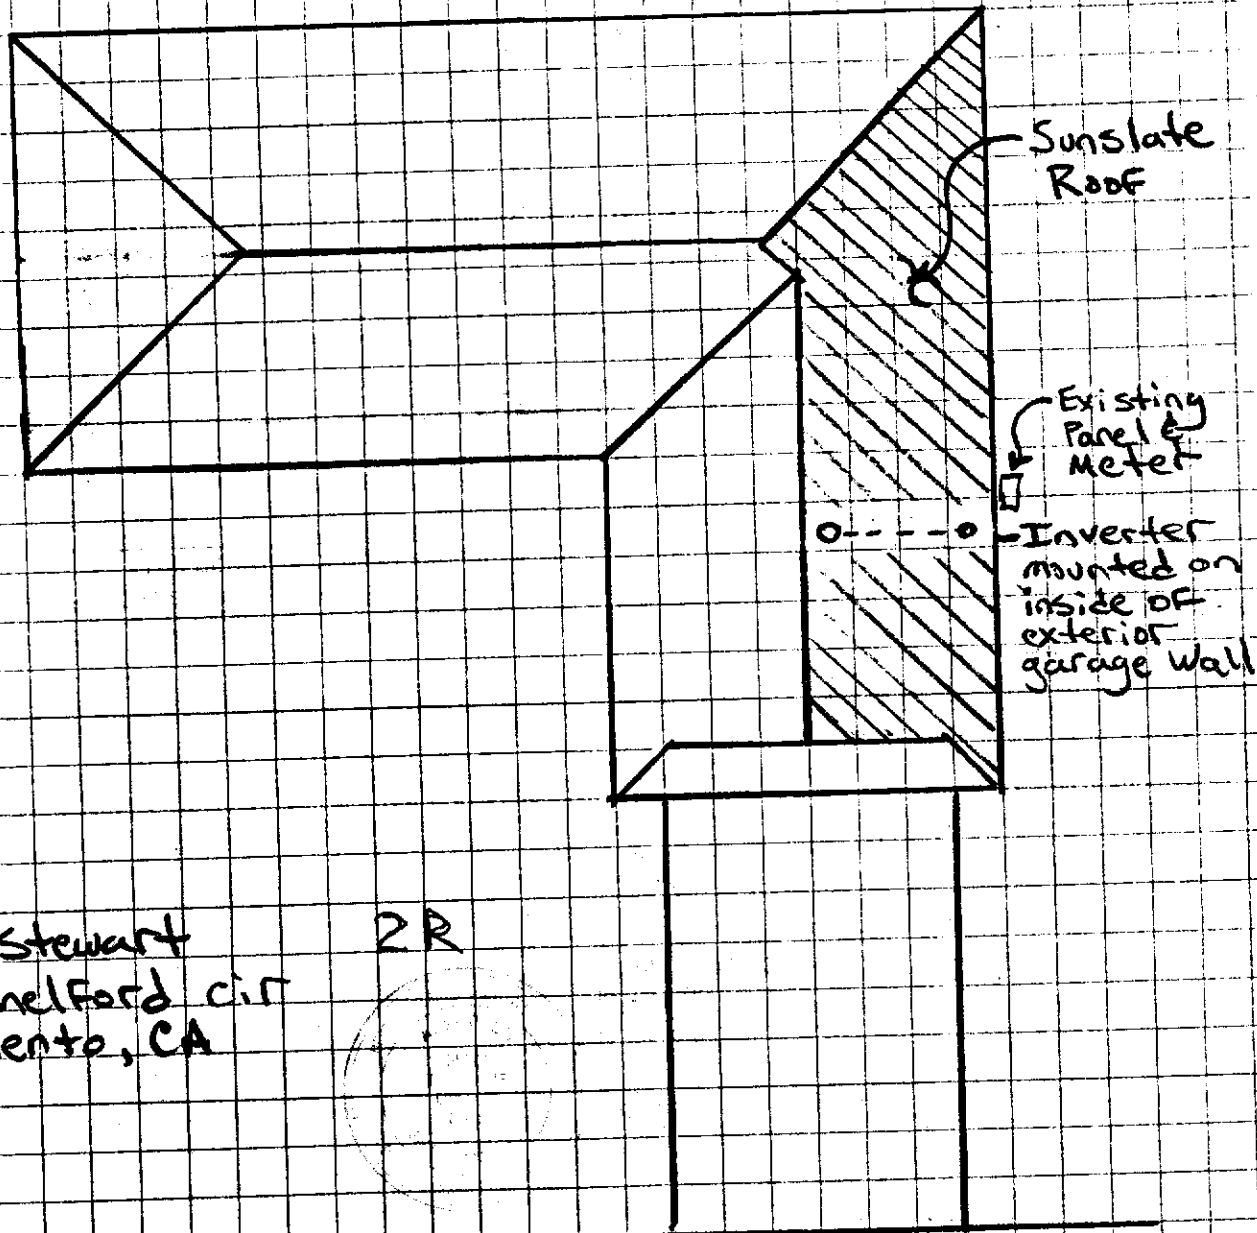 Sunslate
Roof
Existing
Panel &
Meter
Inverter
mounted on
inside of
exterior
garage wall
Stewart
2R
nelford cir
ento, CA